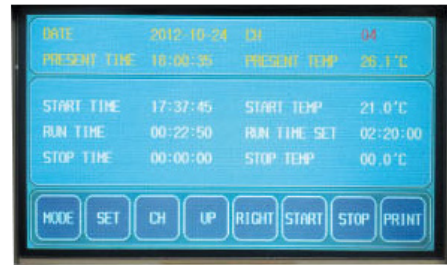 DATE 2012-10-24 CH 04
PRESENT TIME 18:00:35 PRESENT TEMP 26.1℃
START TIME 17:37:45 START TEMP 21.0℃
RUN TIME 00:22:50 RUN TIME SET 02:20:00
STOP TIME 00:00:00 STOP TEMP 00.0℃
MODE SET CH UP RIGHT START STOP PRINT